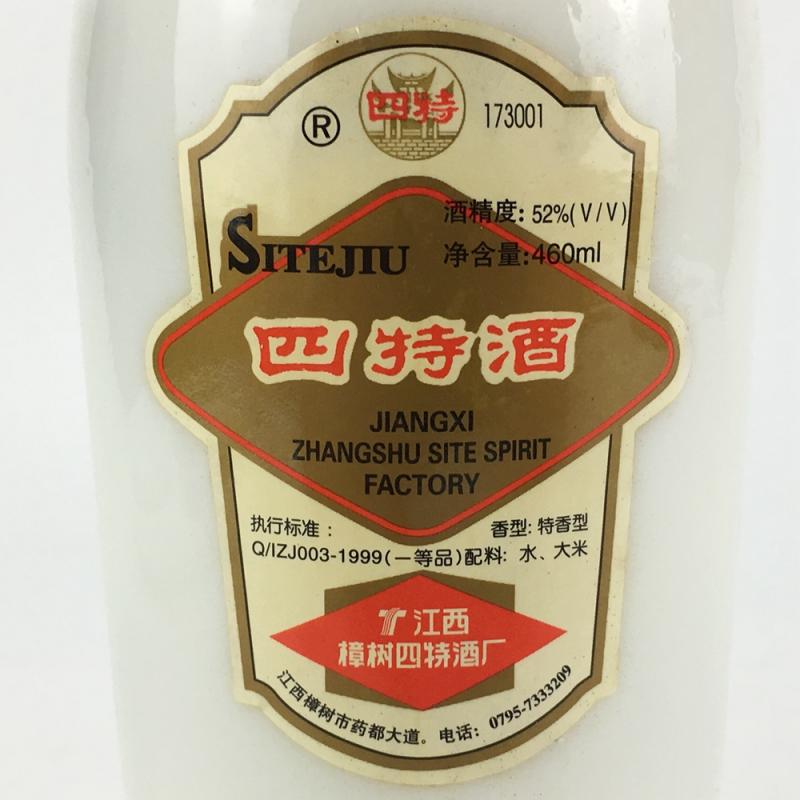 四特
® 173001
酒精度: 52%(V/V)
净含量:460ml
SITEJIU
四特酒
JIANGXI
ZHANGSHU SITE SPIRIT
FACTORY
执行标准: 香型: 特香型
Q/IZJ003-1999(一等品)配料: 水、大米
江西
樟树四特酒厂
江西樟树市药都大道。电话: 0795-7333209